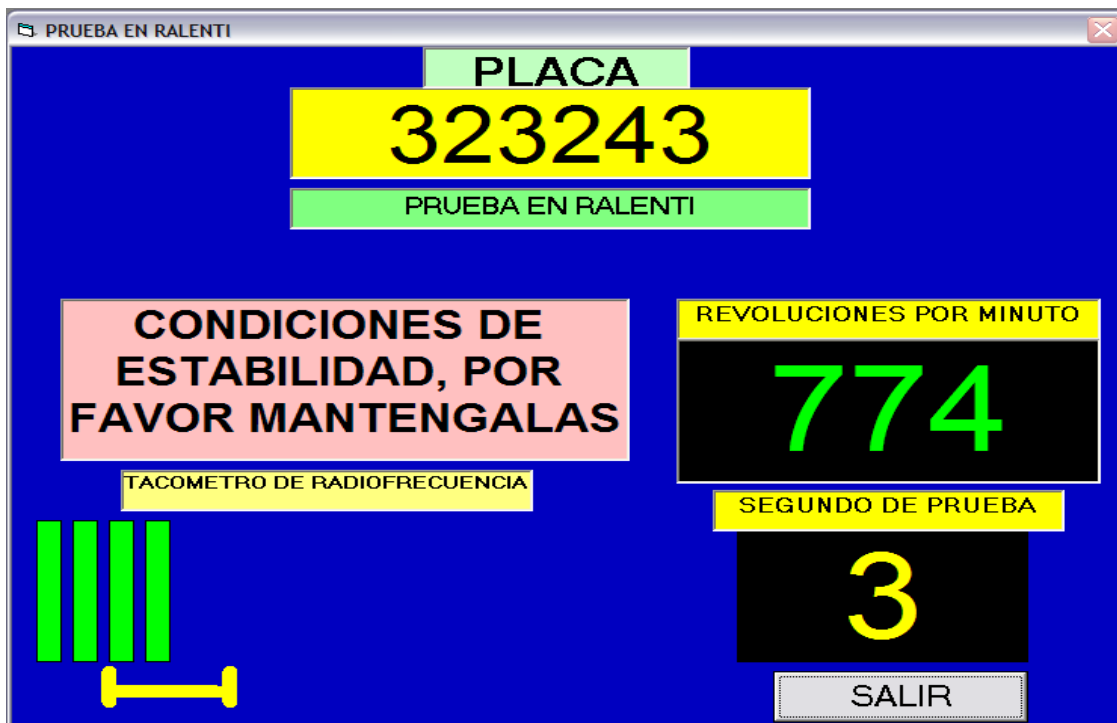 PRUEBA EN RALENTI
PLACA
323243
PRUEBA EN RALENTI
CONDICIONES DE
ESTABILIDAD, POR
FAVOR MANTENGALAS
TACOMETRO DE RADIOFRECUENCIA
REVOLUCIONES POR MINUTO
774
SEGUNDO DE PRUEBA
3
SALIR